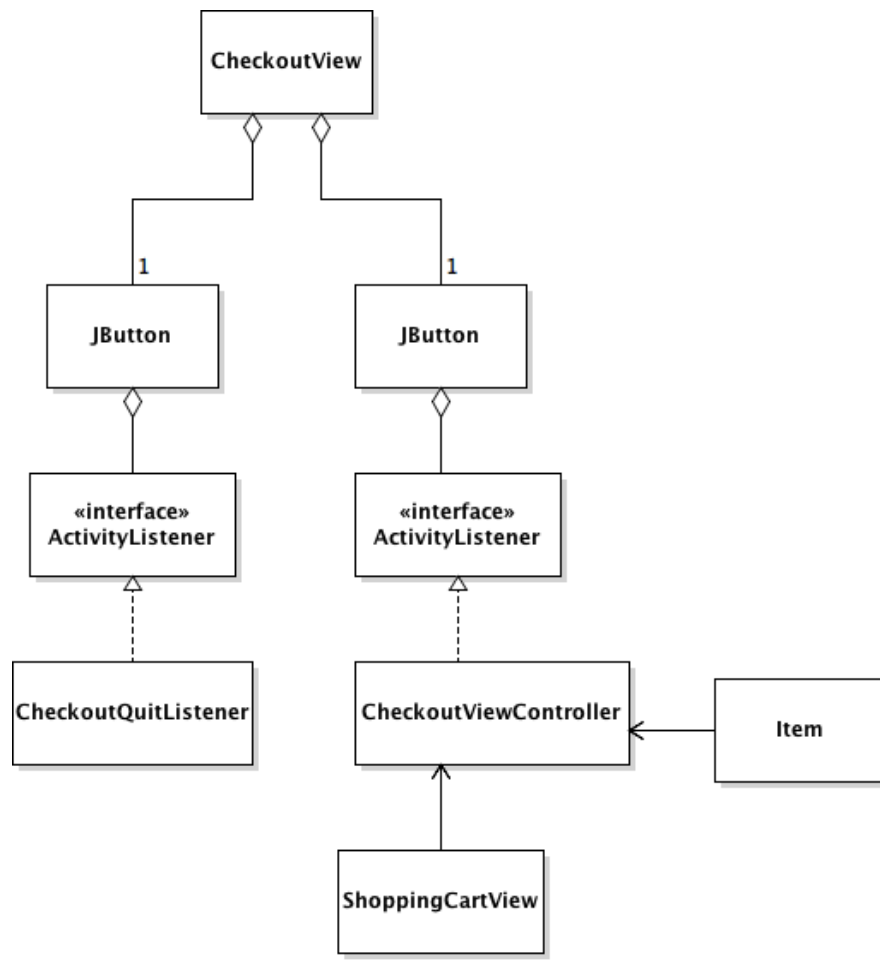 CheckoutView
1
1
JButton
JButton
«interface»
ActivityListener
«interface»
ActivityListener
CheckoutQuitListener
CheckoutViewController
Item
ShoppingCartView